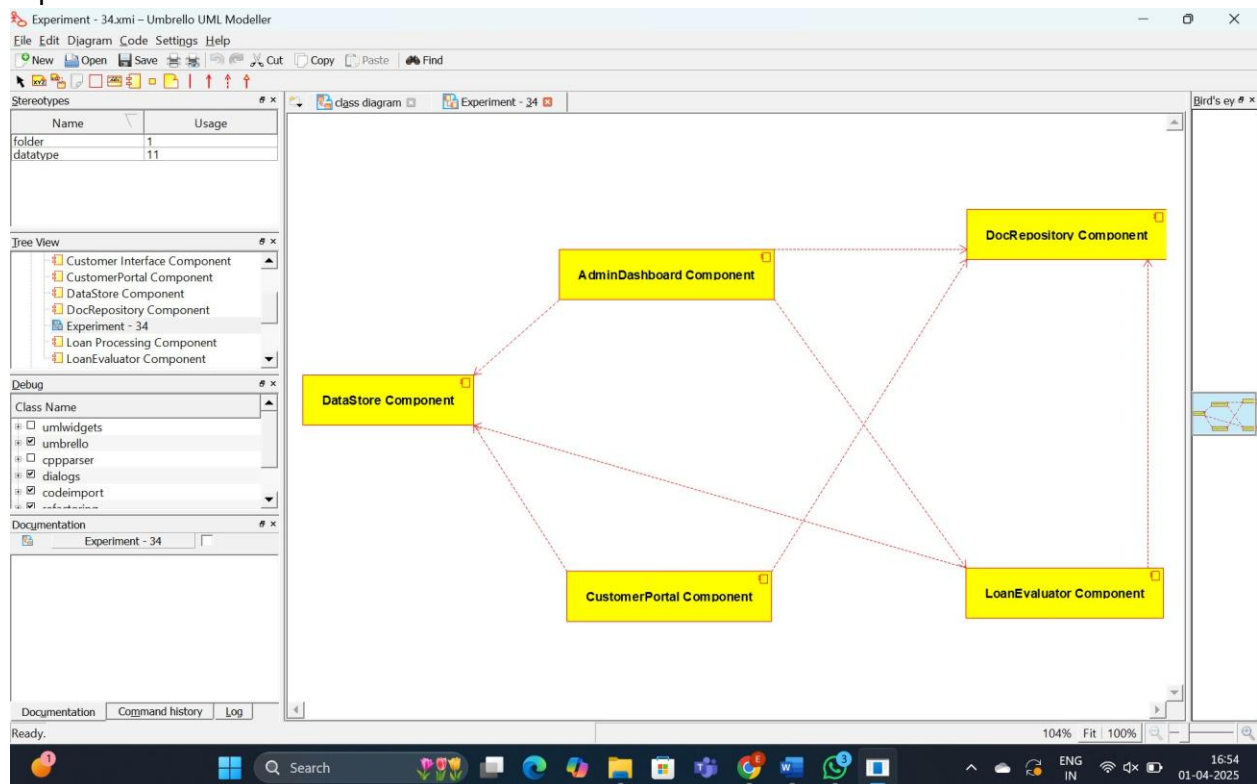 Experiment - 34.xmi – Umbrello UML Modeller
File Edit Diagram Code Settings Help
New Open Save Cut Copy Paste Find
Stereotypes
Name Usage
folder 1
datatype 11
Tree View
Customer Interface Component
CustomerPortal Component
DataStore Component
DocRepository Component
Experiment - 34
Loan Processing Component
LoanEvaluator Component
Debug
Class Name
umlwidgets
umbrello
cppparser
dialogs
codeimport
Documentation
Experiment - 34
Documentation Command history Log
class diagram Experiment - 34
Bird's ey
DocRepository Component
AdminDashboard Component
DataStore Component
CustomerPortal Component
LoanEvaluator Component
Ready.
104% Fit 100%
Search
ENG
IN
16:54
01-04-2025